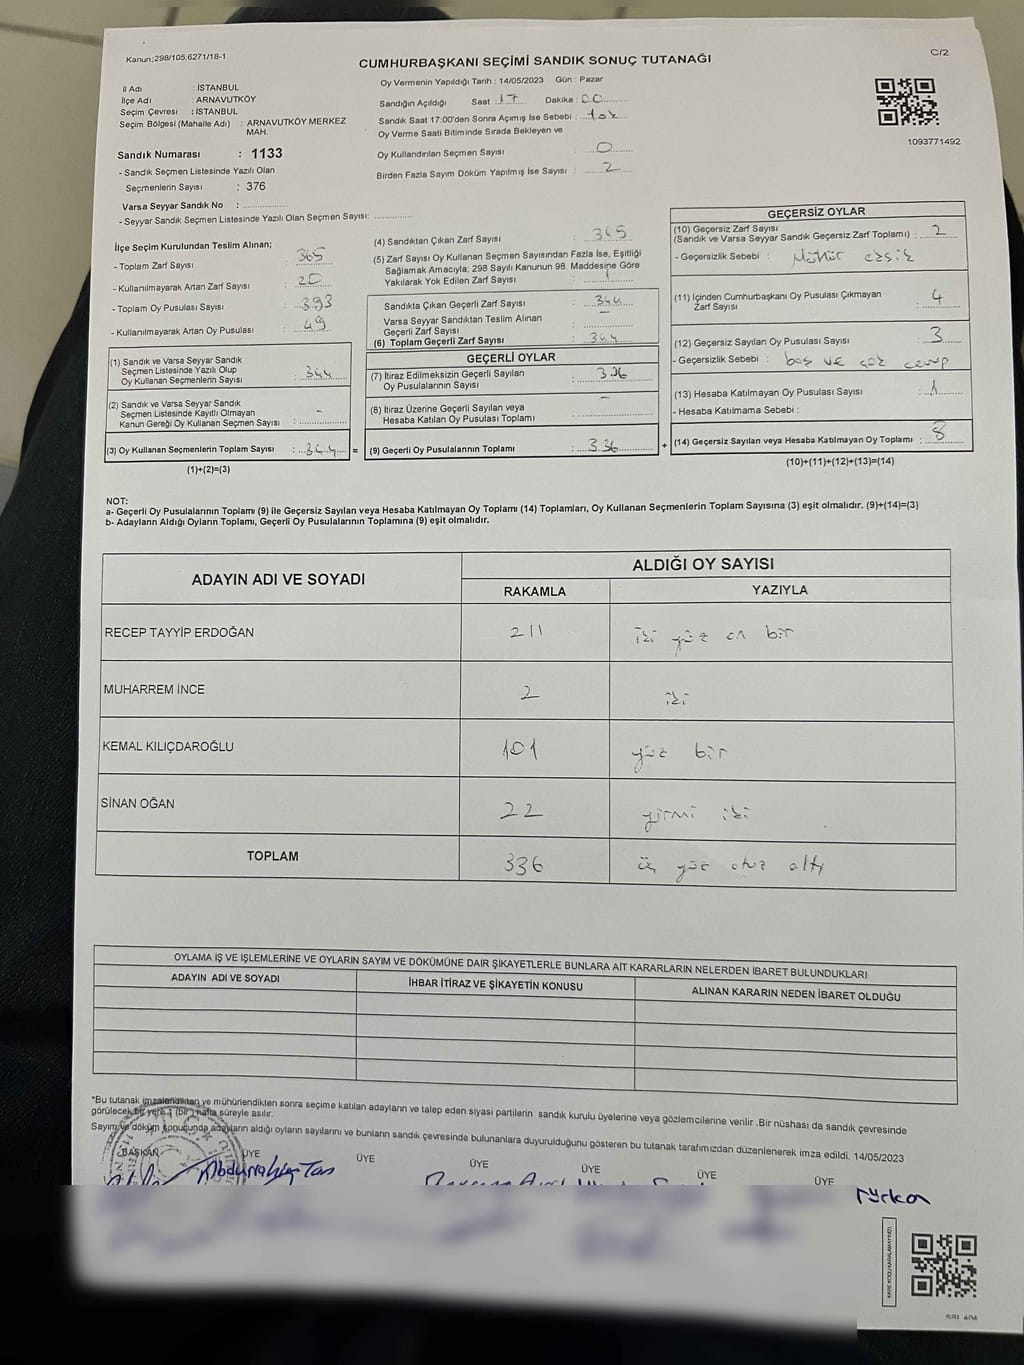 Kanun;298/105;6271/18-1
C/2
CUMHURBAŞKANI SEÇİMİ SANDIK SONUÇ TUTANAĞI
İl Adı : İSTANBUL
İlçe Adı : ARNAVUTKÖY
Seçim Çevresi : İSTANBUL
Seçim Bölgesi (Mahalle Adı) : ARNAVUTKÖY MERKEZ
MAH.
Sandık Numarası : 1133
- Sandık Seçmen Listesinde Yazılı Olan
Seçmenlerin Sayısı : 376
Varsa Seyyar Sandık No :
- Seyyar Sandık Seçmen Listesinde Yazılı Olan Seçmen Sayısı:
Oy Vermenin Yapıldığı Tarih : 14/05/2023 Gün : Pazar
Sandığın Açıldığı Saat : 17 Dakika : 00
Sandık Saat 17:00'den Sonra Açımış İse Sebebi : yok
Oy Verme Saati Bitiminde Sırada Bekleyen ve
Oy Kullandırılan Seçmen Sayısı : 0
Birden Fazla Sayım Döküm Yapılmış İse Sayısı : 2
1093771492
İlçe Seçim Kurulundan Teslim Alınan;
- Toplam Zarf Sayısı : 365
- Kullanılmayarak Artan Zarf Sayısı : 20
- Toplam Oy Pusulası Sayısı : 393
- Kullanılmayarak Artan Oy Pusulası : 49
(1) Sandık ve Varsa Seyyar Sandık
Seçmen Listesinde Yazılı Olup
Oy Kullanan Seçmenlerin Sayısı : 344
(2) Sandık ve Varsa Seyyar Sandık
Seçmen Listesinde Kayıtlı Olmayan
Kanun Gereği Oy Kullanan Seçmen Sayısı : -
(3) Oy Kullanan Seçmenlerin Toplam Sayısı : 344 =
(1)+(2)=(3)
(4) Sandıktan Çıkan Zarf Sayısı : 345
(5) Zarf Sayısı Oy Kullanan Seçmen Sayısından Fazla İse, Eşitliği
Sağlamak Amacıyla; 298 Sayılı Kanunun 98. Maddesine Göre
Yakılarak Yok Edilen Zarf Sayısı : 1
Sandıkta Çıkan Geçerli Zarf Sayısı : 344
Varsa Seyyar Sandıktan Teslim Alınan
Geçerli Zarf Sayısı : -
(6) Toplam Geçerli Zarf Sayısı : 344
GEÇERLİ OYLAR
(7) İtiraz Edilmeksizin Geçerli Sayılan
Oy Pusulalarının Sayısı : 336
(8) İtiraz Üzerine Geçerli Sayılan veya
Hesaba Katılan Oy Pusulası Toplamı : -
(9) Geçerli Oy Pusulalarının Toplamı : 336 +
GEÇERSİZ OYLAR
(10) Geçersiz Zarf Sayısı
(Sandık ve Varsa Seyyar Sandık Geçersiz Zarf Toplamı) : 2
- Geçersizlik Sebebi : Mühür eksik
(11) İçinden Cumhurbaşkanı Oy Pusulası Çıkmayan
Zarf Sayısı : 4
(12) Geçersiz Sayılan Oy Pusulası Sayısı : 3
- Geçersizlik Sebebi : boş ve çok cevap
(13) Hesaba Katılmayan Oy Pusulası Sayısı : 1
- Hesaba Katılmama Sebebi :
(14) Geçersiz Sayılan veya Hesaba Katılmayan Oy Toplamı : 8
(10)+(11)+(12)+(13)=(14)
NOT:
a- Geçerli Oy Pusulalarının Toplamı (9) ile Geçersiz Sayılan veya Hesaba Katılmayan Oy Toplamı (14) Toplamları, Oy Kullanan Seçmenlerin Toplam Sayısına (3) eşit olmalıdır. (9)+(14)=(3)
b- Adayların Aldığı Oyların Toplamı, Geçerli Oy Pusulalarının Toplamına (9) eşit olmalıdır.
ADAYIN ADI VE SOYADI
ALDIĞI OY SAYISI
RAKAMLA YAZIYLA
RECEP TAYYİP ERDOĞAN 211 iki yüz on bir
MUHARREM İNCE 2 iki
KEMAL KILIÇDAROĞLU 101 yüz bir
SİNAN OĞAN 22 yirmi iki
TOPLAM 336 üç yüz otuz altı
OYLAMA İŞ VE İŞLEMLERİNE VE OYLARIN SAYIM VE DÖKÜMÜNE DAİR ŞİKAYETLERLE BUNLARA AİT KARARLARIN NELERDEN İBARET BULUNDUKLARI
ADAYIN ADI VE SOYADI İHBAR İTİRAZ VE ŞİKAYETİN KONUSU ALINAN KARARIN NEDEN İBARET OLDUĞU
*Bu tutanak imzalandıktan ve mühürlendikten sonra seçime katılan adayların ve talep eden siyasi partilerin sandık kurulu üyelerine veya gözlemcilerine verilir .Bir nüshası da sandık çevresinde
görülecek bir yere 1 (bir ) hafta süreyle asılır.
Sayım ve döküm konusunda adayların aldığı oyların sayılarını ve bunların sandık çevresinde bulunanlara duyurulduğunu gösteren bu tutanak tarafımızdan düzenlenerek imza edildi. 14/05/2023
BAŞKAN ÜYE ÜYE ÜYE ÜYE ÜYE ÜYE
Abdurrahim Tan